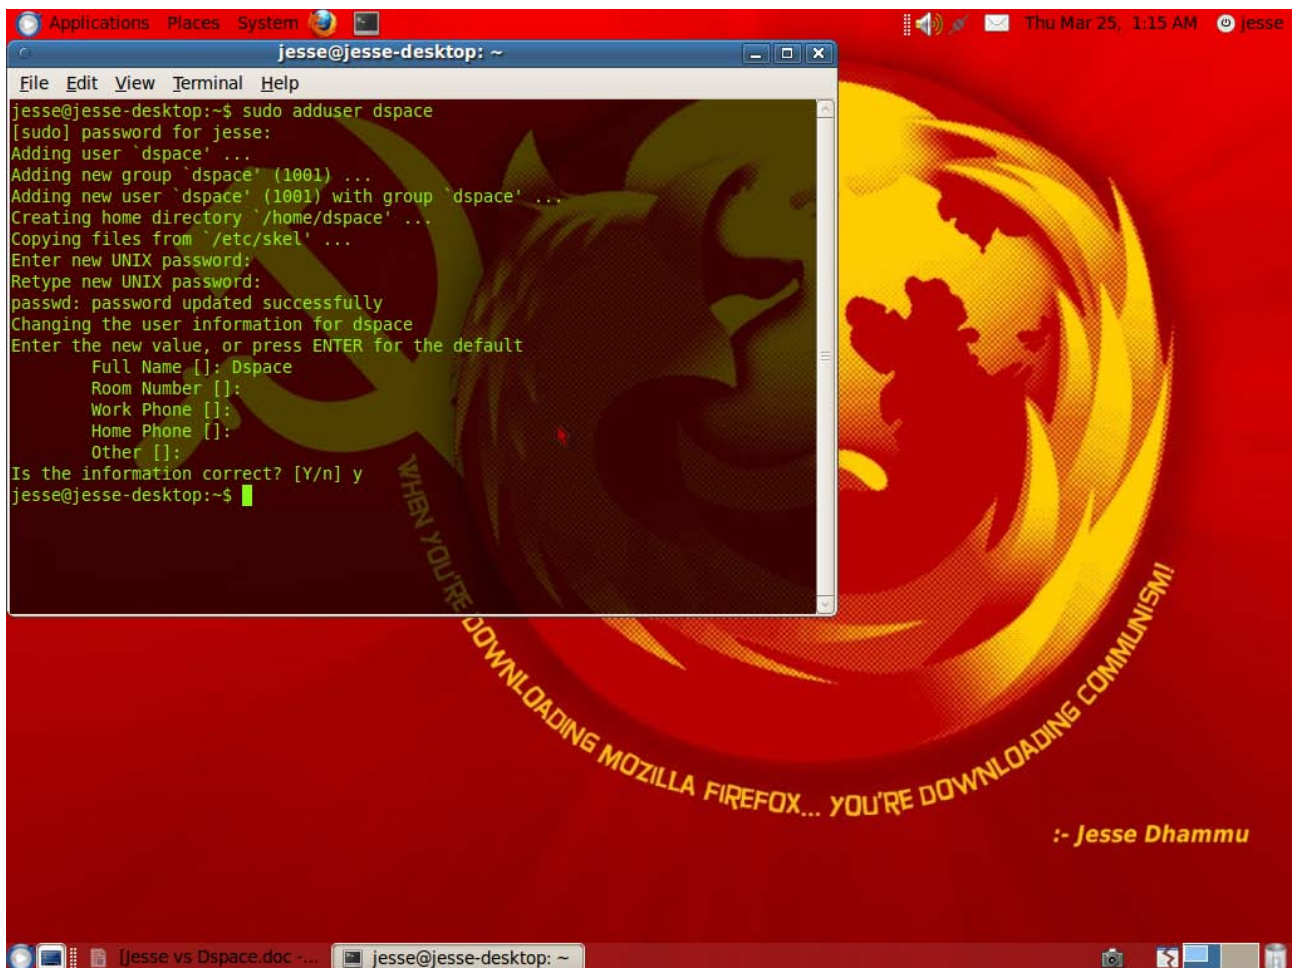 Applications Places System
Thu Mar 25, 1:15 AM jesse
jesse@jesse-desktop: ~
File Edit View Terminal Help
jesse@jesse-desktop:~$ sudo adduser dspace
[sudo] password for jesse:
Adding user `dspace' ...
Adding new group `dspace' (1001) ...
Adding new user `dspace' (1001) with group `dspace' ...
Creating home directory `/home/dspace' ...
Copying files from `/etc/skel' ...
Enter new UNIX password:
Retype new UNIX password:
passwd: password updated successfully
Changing the user information for dspace
Enter the new value, or press ENTER for the default
Full Name []: Dspace
Room Number []:
Work Phone []:
Home Phone []:
Other []:
Is the information correct? [Y/n] y
jesse@jesse-desktop:~$
WHEN YOU'RE DOWNLOADING MOZILLA FIREFOX... YOU'RE DOWNLOADING COMMUNISM!
:- Jesse Dhammu
[Jesse vs Dspace.doc -...
jesse@jesse-desktop: ~